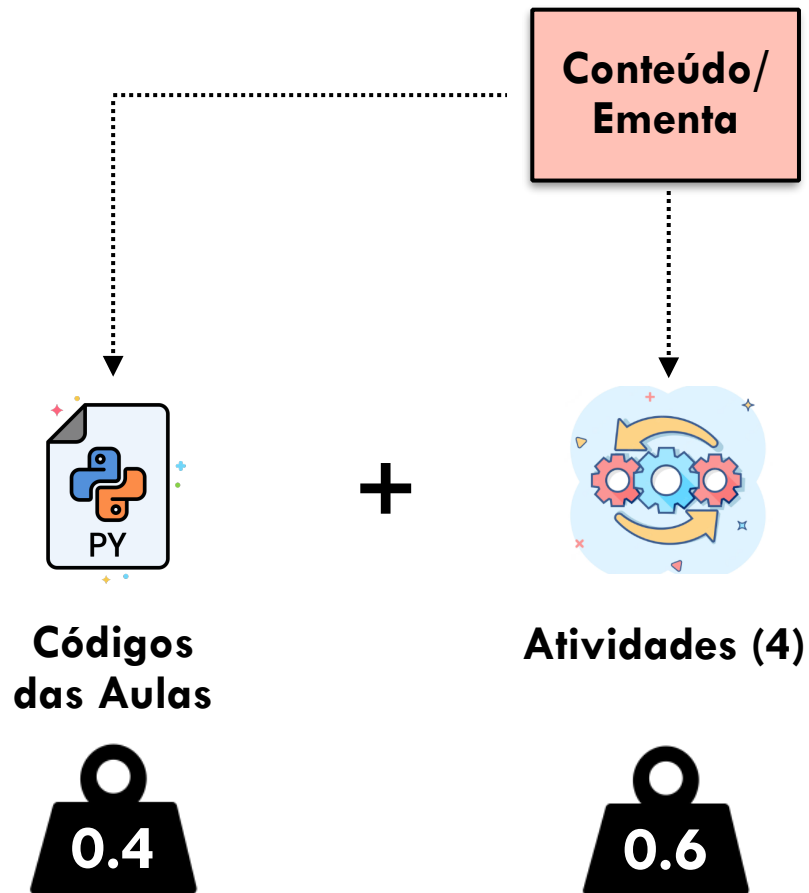 Conteúdo/
Ementa
PY
+
Códigos
das Aulas
Atividades (4)
0.4
0.6